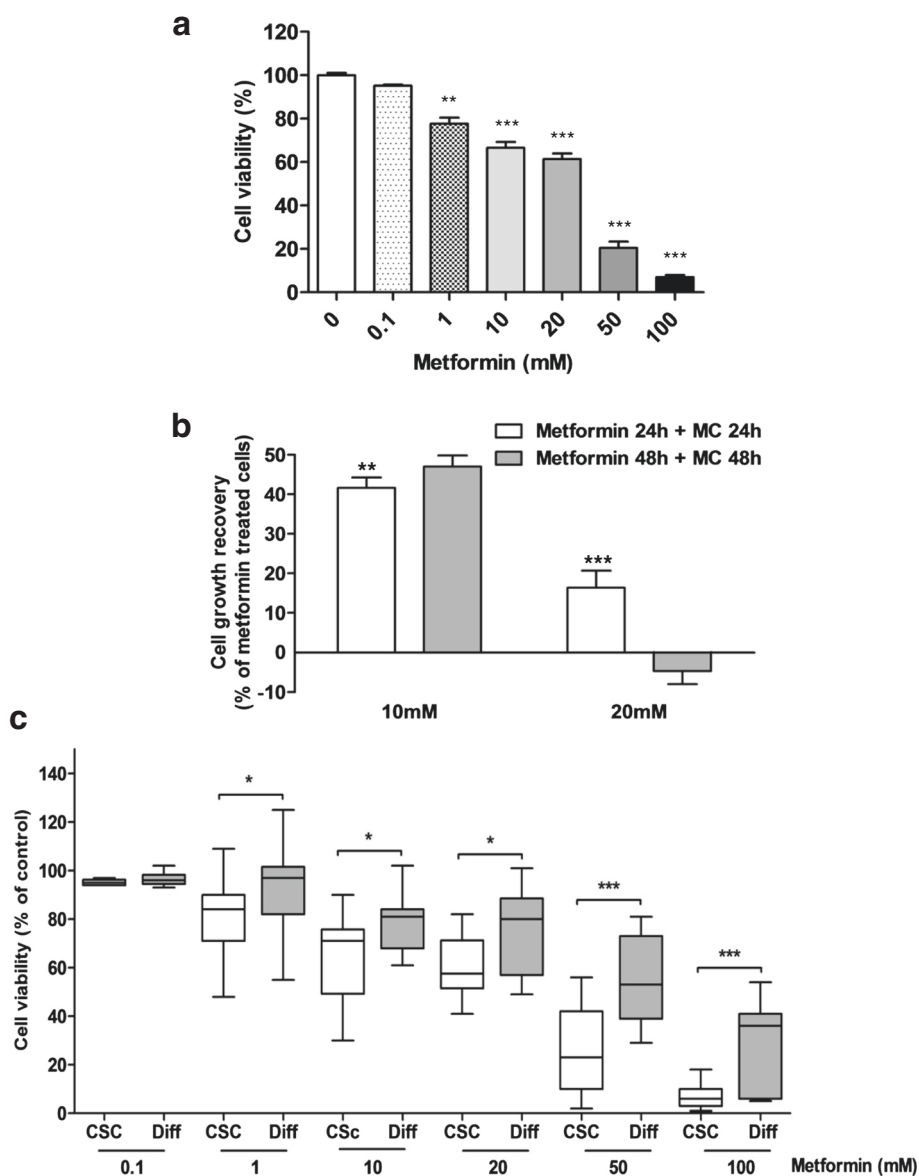 a
120
100
80
60
40
20
0
Cell viability (%)
**
***
***
***
***
0
0.1
1
10
20
50
100
Metformin (mM)
b
Metformin 24h + MC 24h
Metformin 48h + MC 48h
Cell growth recovery
(% of metformin treated cells)
50
40
30
20
10
0
-10
**
***
10mM
20mM
c
Cell viability (% of control)
140
120
100
80
60
40
20
0
*
*
*
***
***
CSC Diff CSC Diff CSc Diff CSC Diff CSC Diff CSC Diff
0.1 1 10 20 50 100 Metformin (mM)